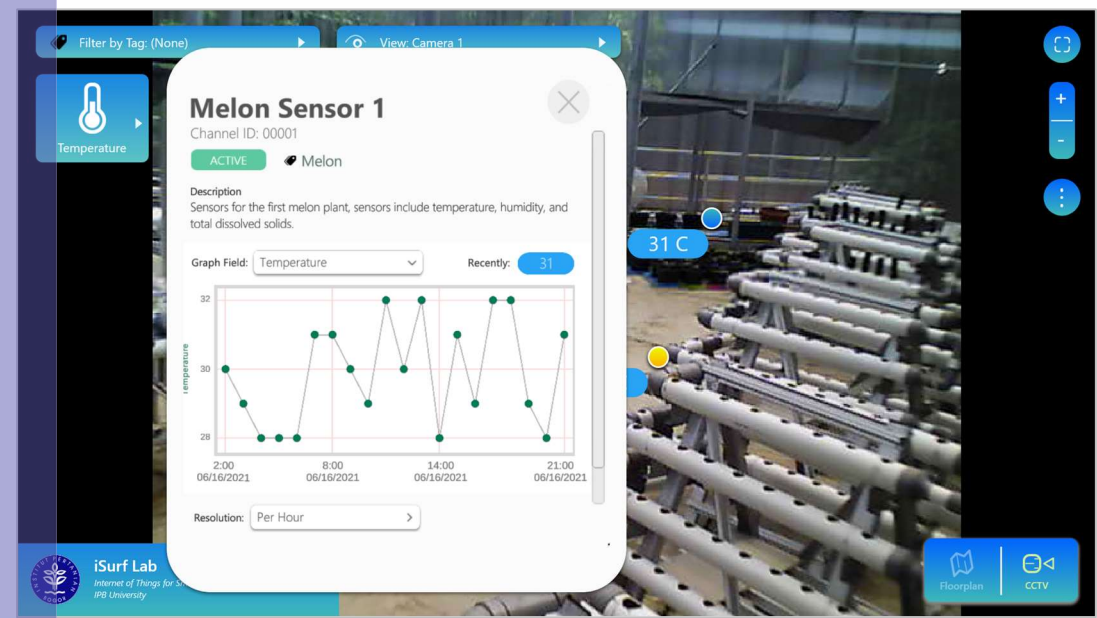 Filter by Tag: (None)
View: Camera 1
Temperature
Melon Sensor 1
Channel ID: 00001
ACTIVE
Melon
Description
Sensors for the first melon plant, sensors include temperature, humidity, and
total dissolved solids.
Graph Field: Temperature
Recently: 31
32
30
28
Temperature
2:00 8:00 14:00 21:00
06/16/2021 06/16/2021 06/16/2021 06/16/2021
Resolution: Per Hour
31 C
+
-
iSurf Lab
Internet of Things for
IPB University
INSTITUT PERTANIAN BOGOR
Floorplan
CCTV